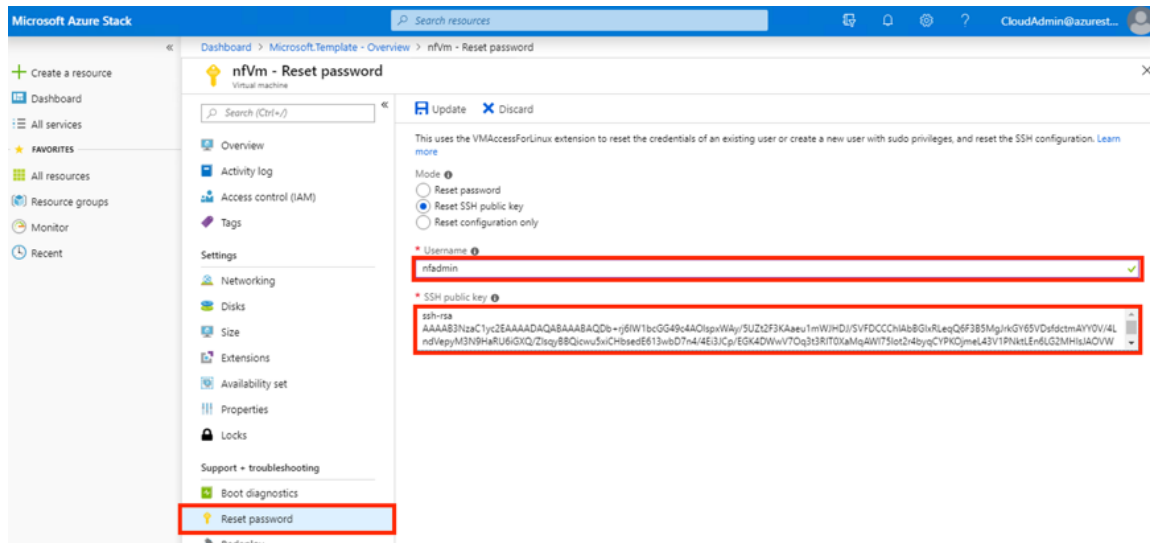 Microsoft Azure Stack
Search resources
CloudAdmin@azurest...
Dashboard > Microsoft.Template - Overview > nfVm - Reset password
Create a resource
Dashboard
All services
FAVORITES
All resources
Resource groups
Monitor
Recent
nfVm - Reset password
Virtual machine
Search (Ctrl+/)
Overview
Activity log
Access control (IAM)
Tags
Settings
Networking
Disks
Size
Extensions
Availability set
Properties
Locks
Support + troubleshooting
Boot diagnostics
Reset password
Update Discard
This uses the VMAccessForLinux extension to reset the credentials of an existing user or create a new user with sudo privileges, and reset the SSH configuration. Learn
more
Mode
Reset password
Reset SSH public key
Reset configuration only
* Username
nfadmin
* SSH public key
ssh-rsa